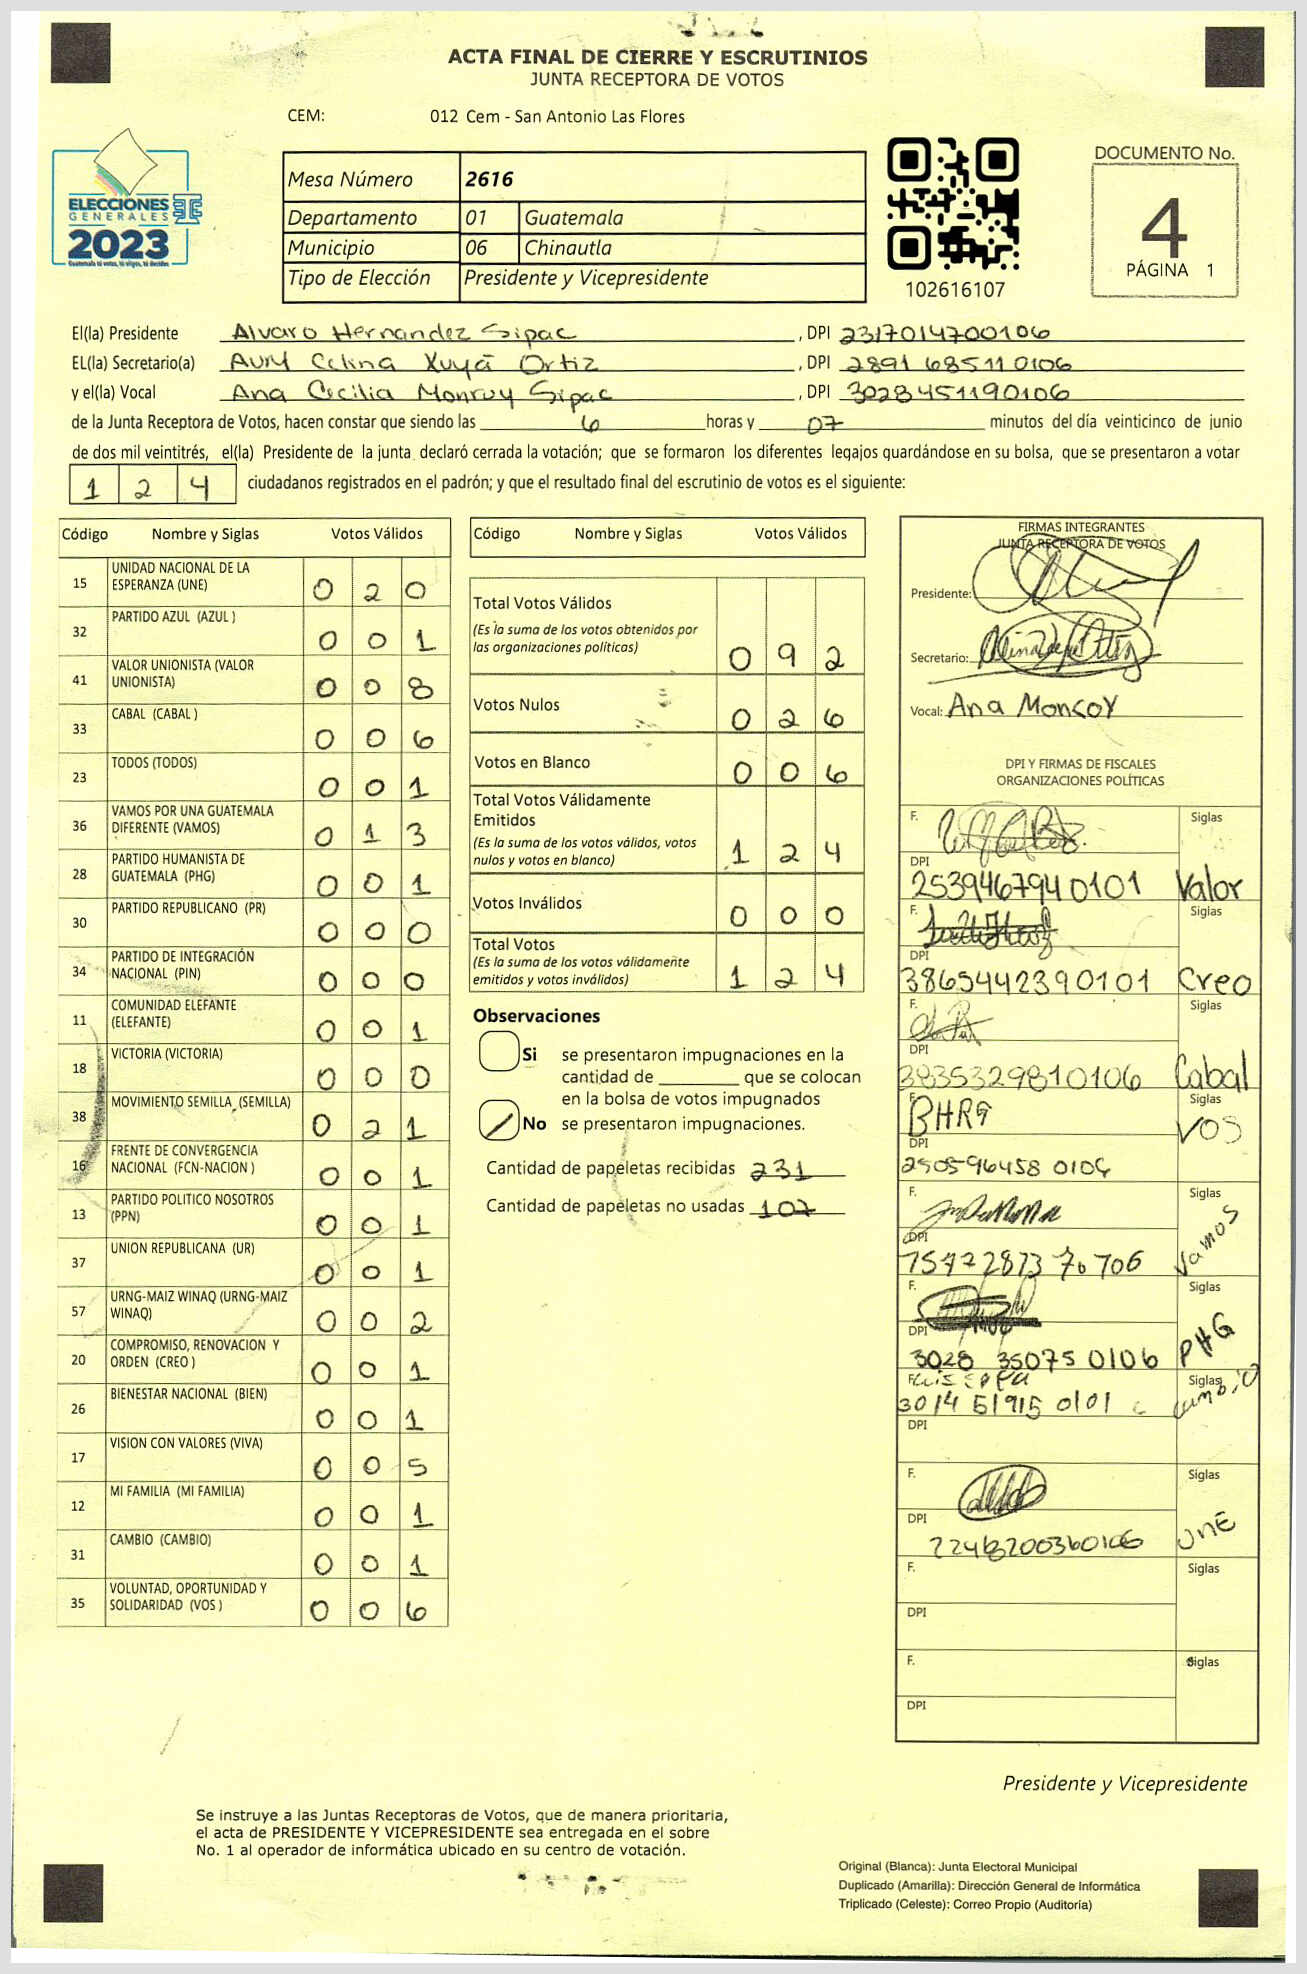 ACTA FINAL DE CIERRE Y ESCRUTINIOS
JUNTA RECEPTORA DE VOTOS
CEM: 012 Cem - San Antonio Las Flores
ELECCIONES
GENERALES
2023
Mesa Número 2616
Departamento 01 Guatemala
Municipio 06 Chinautla
Tipo de Elección Presidente y Vicepresidente
102616107
DOCUMENTO No.
4
PÁGINA 1
El(la) Presidente Alvaro Hernandez Sipac, DPI 2317014700106
EL(la) Secretario(a) Celina Xuyá Ortiz, DPI 2891 68511 0106
y el(la) Vocal Ana Cecilia Monroy Sipac, DPI 3028451190106
de la Junta Receptora de Votos, hacen constar que siendo las 6 horas y 07 minutos del día veinticinco de junio
de dos mil veintitrés, el(la) Presidente de la junta declaró cerrada la votación; que se formaron los diferentes legajos guardándose en su bolsa, que se presentaron a votar
1 2 4 ciudadanos registrados en el padrón; y que el resultado final del escrutinio de votos es el siguiente:
Código Nombre y Siglas Votos Válidos
15 UNIDAD NACIONAL DE LA
ESPERANZA (UNE) 0 2 0
32 PARTIDO AZUL (AZUL ) 0 0 1
41 VALOR UNIONISTA (VALOR
UNIONISTA) 0 0 8
33 CABAL (CABAL ) 0 0 6
23 TODOS (TODOS) 0 0 1
36 VAMOS POR UNA GUATEMALA
DIFERENTE (VAMOS) 0 1 3
28 PARTIDO HUMANISTA DE
GUATEMALA (PHG) 0 0 1
30 PARTIDO REPUBLICANO (PR) 0 0 0
34 PARTIDO DE INTEGRACIÓN
NACIONAL (PIN) 0 0 0
11 COMUNIDAD ELEFANTE
(ELEFANTE) 0 0 1
18 VICTORIA (VICTORIA) 0 0 0
38 MOVIMIENTO SEMILLA (SEMILLA) 0 2 1
16 FRENTE DE CONVERGENCIA
NACIONAL (FCN-NACION ) 0 0 1
13 PARTIDO POLITICO NOSOTROS
(PPN) 0 0 1
37 UNION REPUBLICANA (UR) 0 0 1
57 URNG-MAIZ WINAQ (URNG-MAIZ
WINAQ) 0 0 2
20 COMPROMISO, RENOVACION Y
ORDEN (CREO ) 0 0 1
26 BIENESTAR NACIONAL (BIEN) 0 0 1
17 VISION CON VALORES (VIVA) 0 0 5
12 MI FAMILIA (MI FAMILIA) 0 0 1
31 CAMBIO (CAMBIO) 0 0 1
35 VOLUNTAD, OPORTUNIDAD Y
SOLIDARIDAD (VOS ) 0 0 6
Código Nombre y Siglas Votos Válidos
Total Votos Válidos
(Es la suma de los votos obtenidos por
las organizaciones políticas) 0 9 2
Votos Nulos 0 2 6
Votos en Blanco 0 0 6
Total Votos Válidamente
Emitidos
(Es la suma de los votos válidos, votos
nulos y votos en blanco) 1 2 4
Votos Inválidos 0 0 0
Total Votos
(Es la suma de los votos válidamente
emitidos y votos inválidos) 1 2 4
Observaciones
Si se presentaron impugnaciones en la
cantidad de ________ que se colocan
en la bolsa de votos impugnados
No se presentaron impugnaciones.
Cantidad de papeletas recibidas 231
Cantidad de papeletas no usadas 107
FIRMAS INTEGRANTES
JUNTA RECEPTORA DE VOTOS
Presidente:
Secretario:
Vocal: Ana Monroy
DPI Y FIRMAS DE FISCALES
ORGANIZACIONES POLÍTICAS
F. Siglas
DPI
2539467940101 Valor
F. Siglas
DPI
3865442390101 Creo
F. Siglas
DPI
3835329810106 Cabal
F. BHRG Siglas
DPI VOS
F. Siglas
DPI Vamos
F. Siglas
DPI
3028 35075 0106 PHG
F. Siglas
3014 51915 0101 Cambio
DPI
F. Siglas
DPI
UNE
F. Siglas
DPI
F. Siglas
DPI
Presidente y Vicepresidente
Se instruye a las Juntas Receptoras de Votos, que de manera prioritaria,
el acta de PRESIDENTE Y VICEPRESIDENTE sea entregada en el sobre
No. 1 al operador de informática ubicado en su centro de votación.
Original (Blanca): Junta Electoral Municipal
Duplicado (Amarilla): Dirección General de Informática
Triplicado (Celeste): Correo Propio (Auditoría)